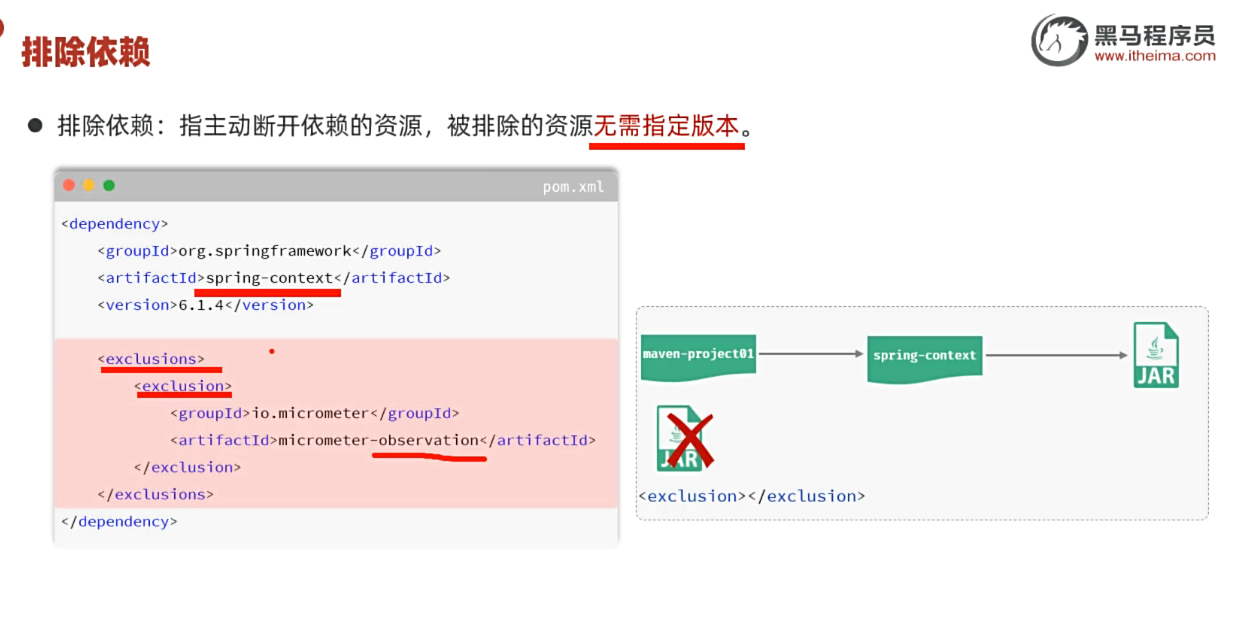 排除依赖
黑马程序员
www.itheima.com
排除依赖：指主动断开依赖的资源，被排除的资源无需指定版本。
pom.xml
<dependency>
<groupId>org.springframework</groupId>
<artifactId>spring-context</artifactId>
<version>6.1.4</version>
<exclusions>
<exclusion>
<groupId>io.micrometer</groupId>
<artifactId>micrometer-observation</artifactId>
</exclusion>
</exclusions>
</dependency>
maven-project01
spring-context
JAR
JAR
<exclusion></exclusion>